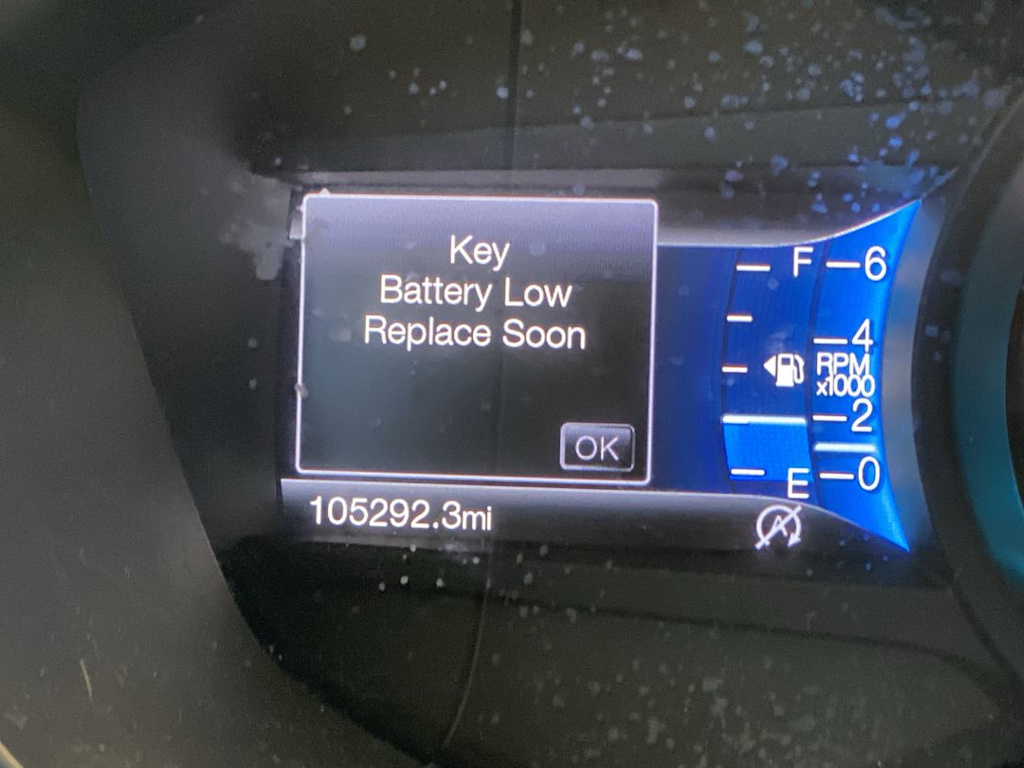 Key
Battery Low
Replace Soon
OK
F
E
6
4
RPM
x1000
2
0
105292.3mi
A